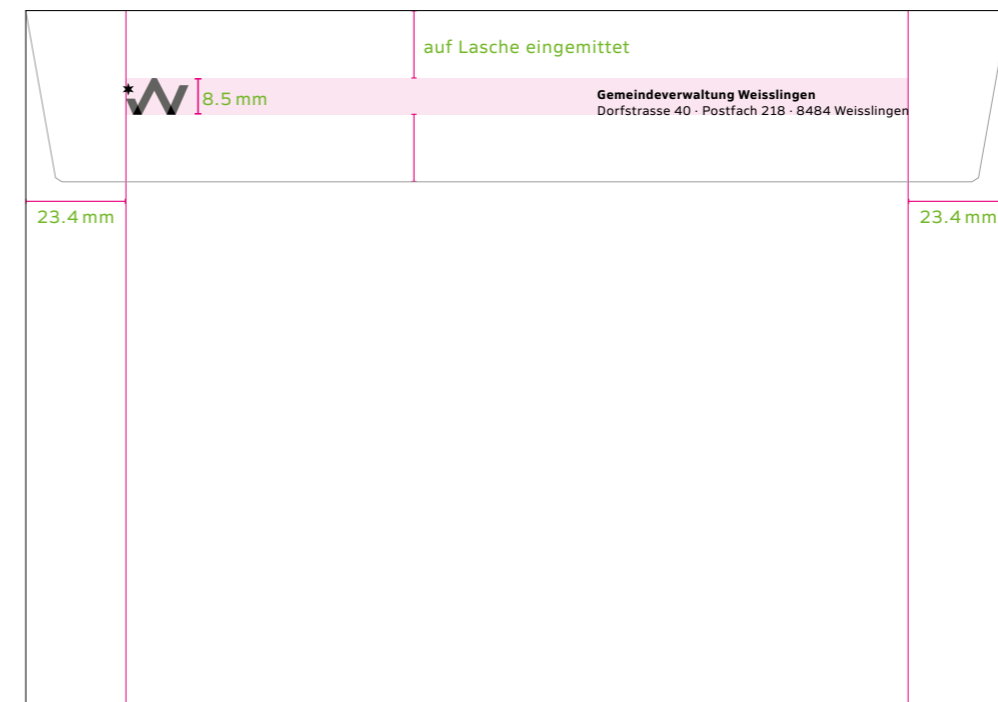 auf Lasche eingemittet
8.5 mm
Gemeindeverwaltung Weisslingen
Dorfstrasse 40 · Postfach 218 · 8484 Weisslingen
23.4 mm
23.4 mm